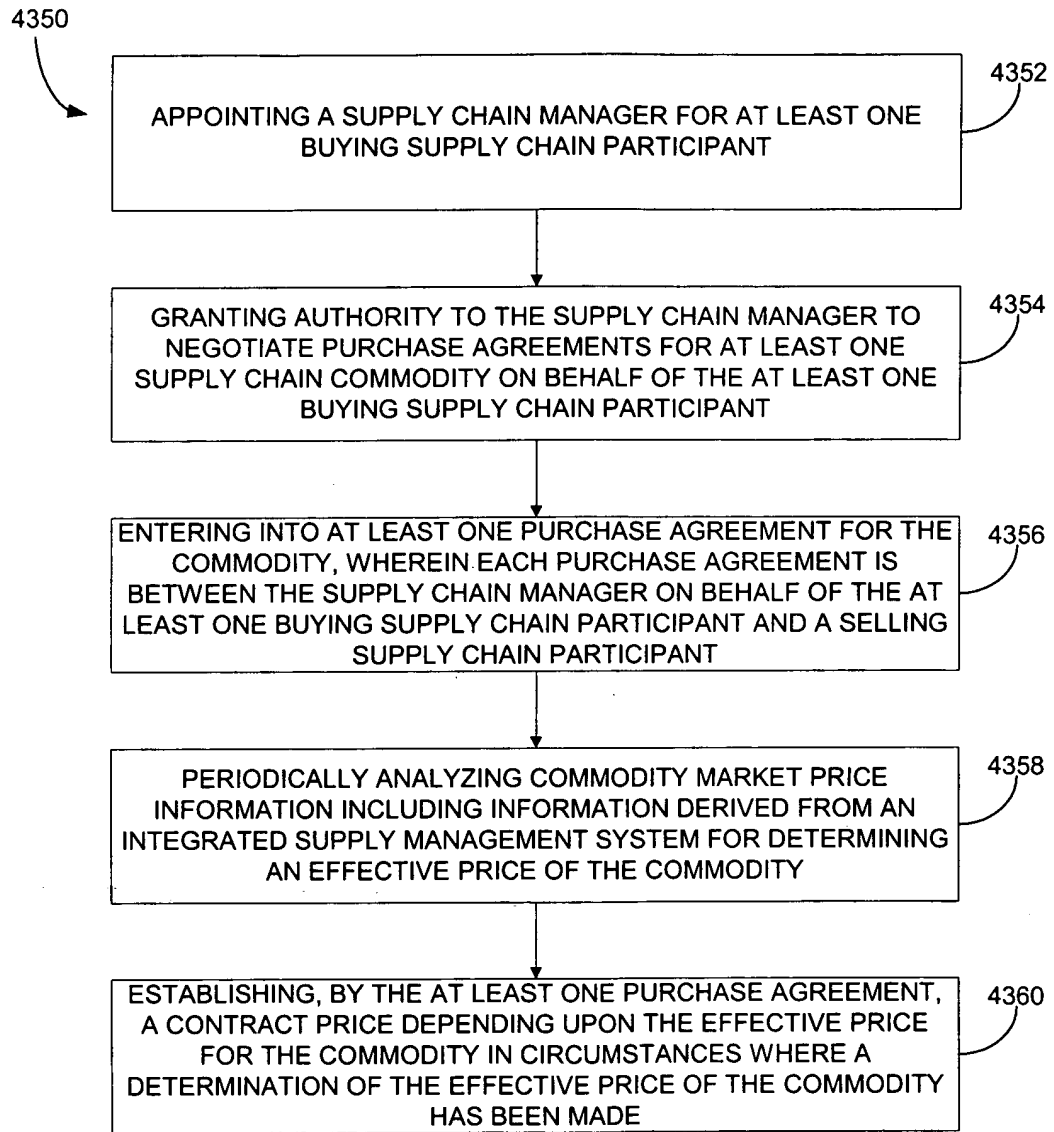 4350
4352
APPOINTING A SUPPLY CHAIN MANAGER FOR AT LEAST ONE
BUYING SUPPLY CHAIN PARTICIPANT
4354
GRANTING AUTHORITY TO THE SUPPLY CHAIN MANAGER TO
NEGOTIATE PURCHASE AGREEMENTS FOR AT LEAST ONE
SUPPLY CHAIN COMMODITY ON BEHALF OF THE AT LEAST ONE
BUYING SUPPLY CHAIN PARTICIPANT
4356
ENTERING INTO AT LEAST ONE PURCHASE AGREEMENT FOR THE
COMMODITY, WHEREIN EACH PURCHASE AGREEMENT IS
BETWEEN THE SUPPLY CHAIN MANAGER ON BEHALF OF THE AT
LEAST ONE BUYING SUPPLY CHAIN PARTICIPANT AND A SELLING
SUPPLY CHAIN PARTICIPANT
4358
PERIODICALLY ANALYZING COMMODITY MARKET PRICE
INFORMATION INCLUDING INFORMATION DERIVED FROM AN
INTEGRATED SUPPLY MANAGEMENT SYSTEM FOR DETERMINING
AN EFFECTIVE PRICE OF THE COMMODITY
4360
ESTABLISHING, BY THE AT LEAST ONE PURCHASE AGREEMENT,
A CONTRACT PRICE DEPENDING UPON THE EFFECTIVE PRICE
FOR THE COMMODITY IN CIRCUMSTANCES WHERE A
DETERMINATION OF THE EFFECTIVE PRICE OF THE COMMODITY
HAS BEEN MADE